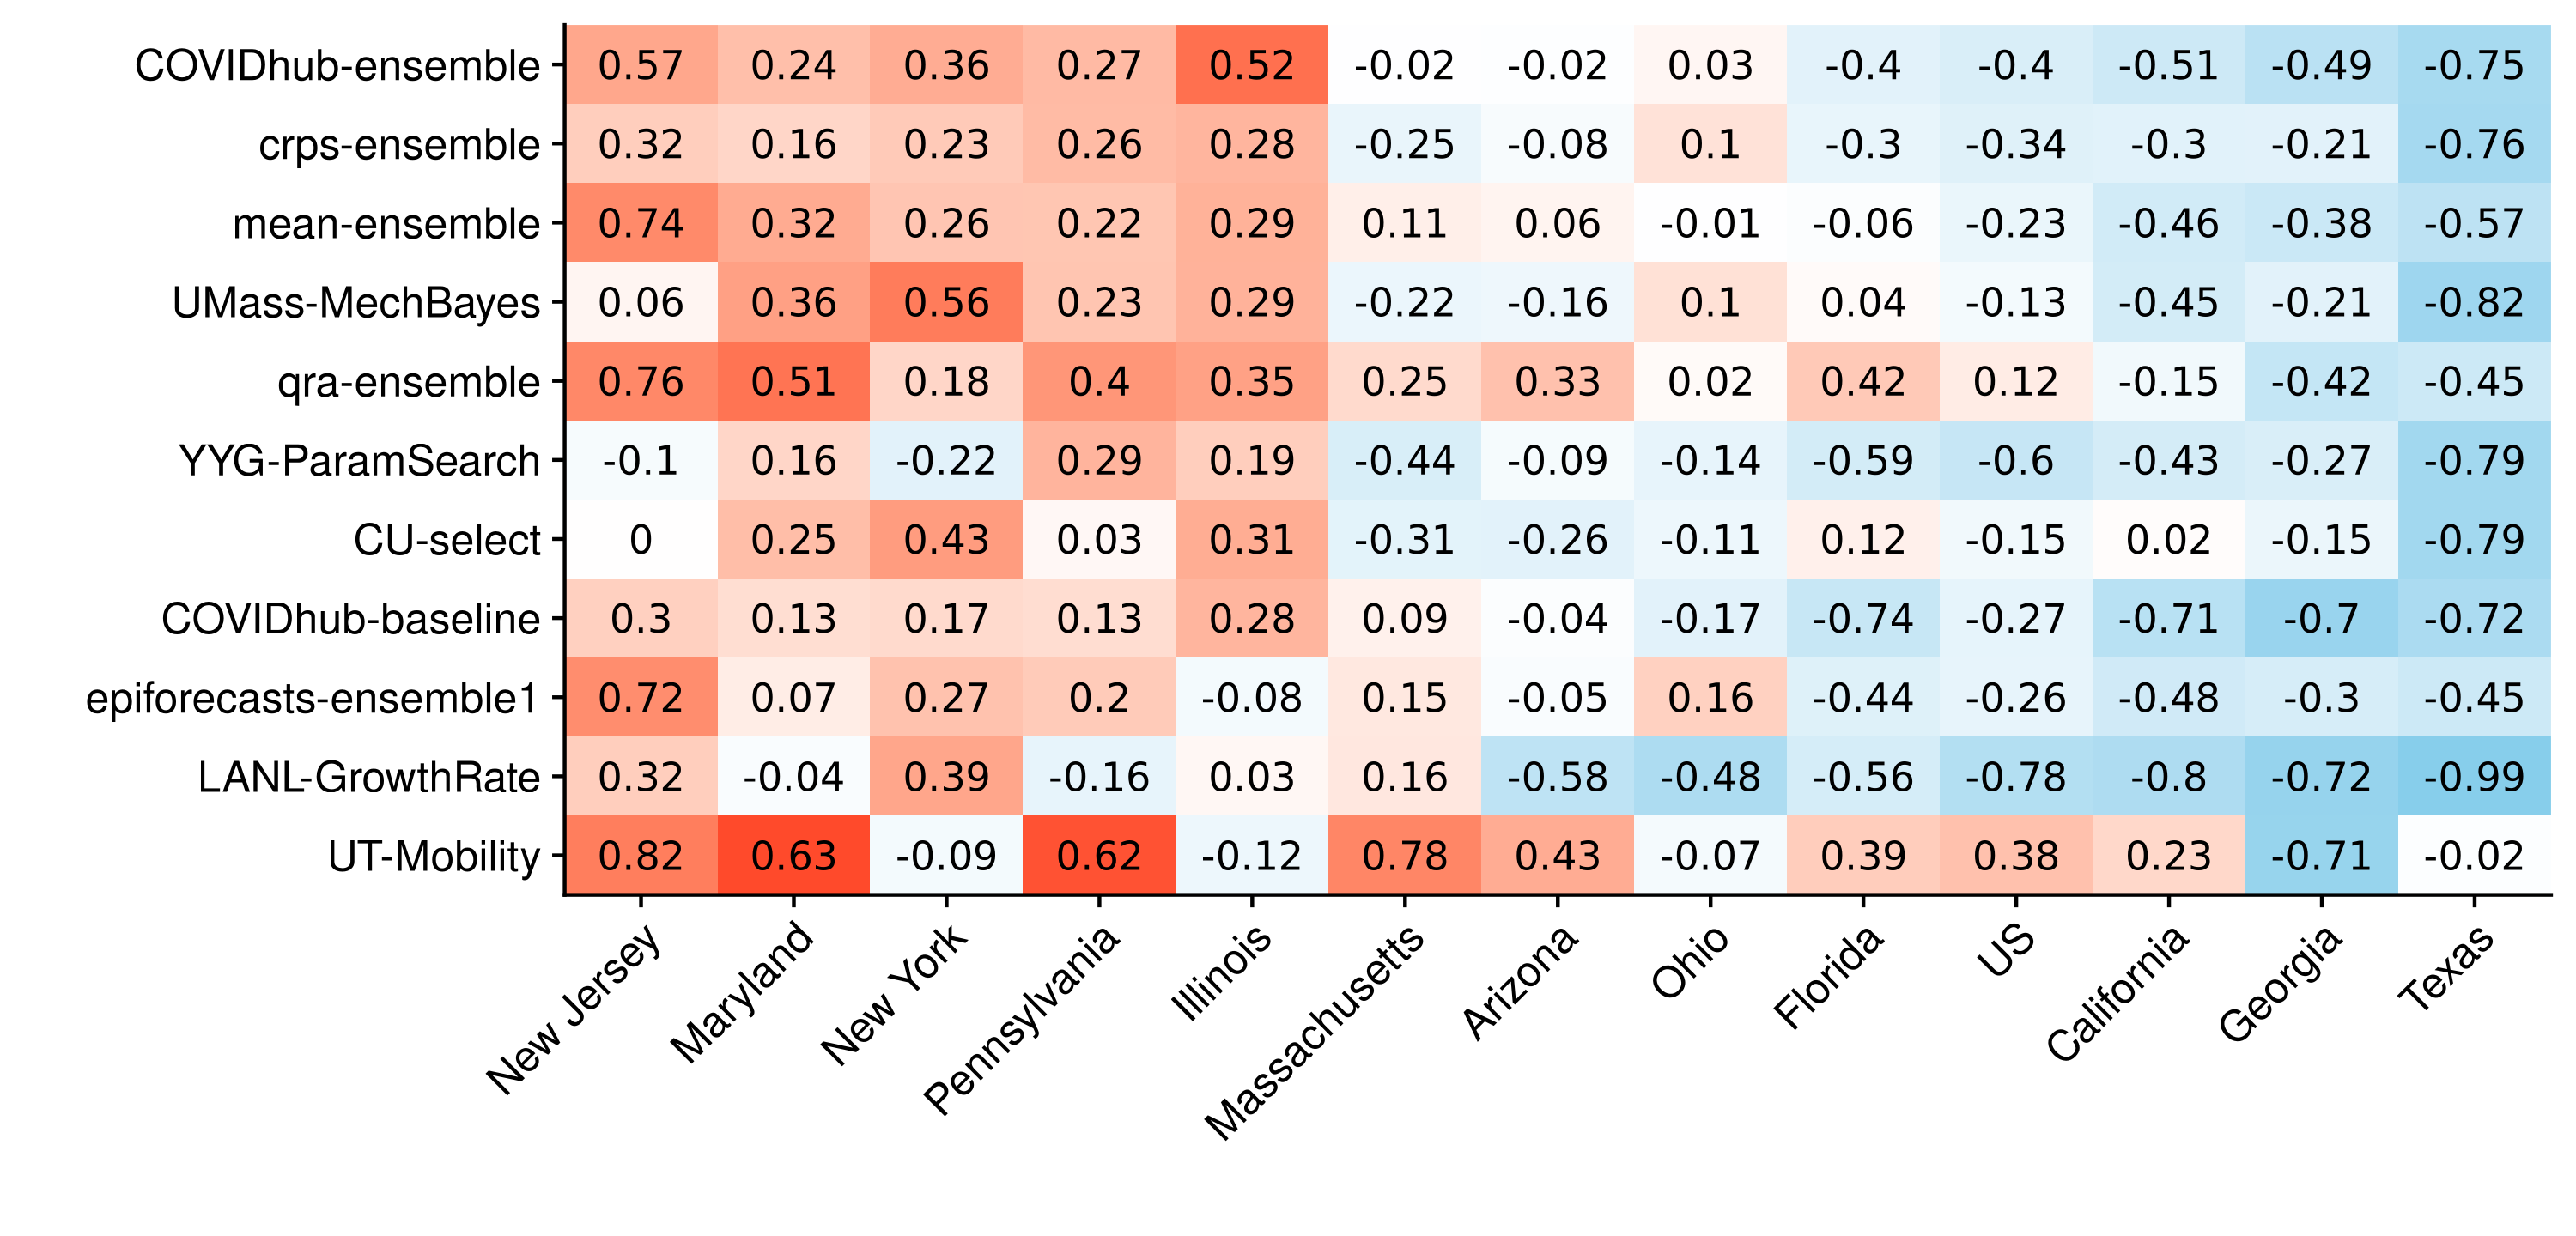 COVIDhub-ensemble 0.57 0.24 0.36 0.27 0.52 -0.02 -0.02 0.03 -0.4 -0.4 -0.51 -0.49 -0.75
crps-ensemble 0.32 0.16 0.23 0.26 0.28 -0.25 -0.08 0.1 -0.3 -0.34 -0.3 -0.21 -0.76
mean-ensemble 0.74 0.32 0.26 0.22 0.29 0.11 0.06 -0.01 -0.06 -0.23 -0.46 -0.38 -0.57
UMass-MechBayes 0.06 0.36 0.56 0.23 0.29 -0.22 -0.16 0.1 0.04 -0.13 -0.45 -0.21 -0.82
qra-ensemble 0.76 0.51 0.18 0.4 0.35 0.25 0.33 0.02 0.42 0.12 -0.15 -0.42 -0.45
YYG-ParamSearch -0.1 0.16 -0.22 0.29 0.19 -0.44 -0.09 -0.14 -0.59 -0.6 -0.43 -0.27 -0.79
CU-select 0 0.25 0.43 0.03 0.31 -0.31 -0.26 -0.11 0.12 -0.15 0.02 -0.15 -0.79
COVIDhub-baseline 0.3 0.13 0.17 0.13 0.28 0.09 -0.04 -0.17 -0.74 -0.27 -0.71 -0.7 -0.72
epiforecasts-ensemble1 0.72 0.07 0.27 0.2 -0.08 0.15 -0.05 0.16 -0.44 -0.26 -0.48 -0.3 -0.45
LANL-GrowthRate 0.32 -0.04 0.39 -0.16 0.03 0.16 -0.58 -0.48 -0.56 -0.78 -0.8 -0.72 -0.99
UT-Mobility 0.82 0.63 -0.09 0.62 -0.12 0.78 0.43 -0.07 0.39 0.38 0.23 -0.71 -0.02
New Jersey Maryland New York Pennsylvania Illinois Massachusetts Arizona Ohio Florida US California Georgia Texas